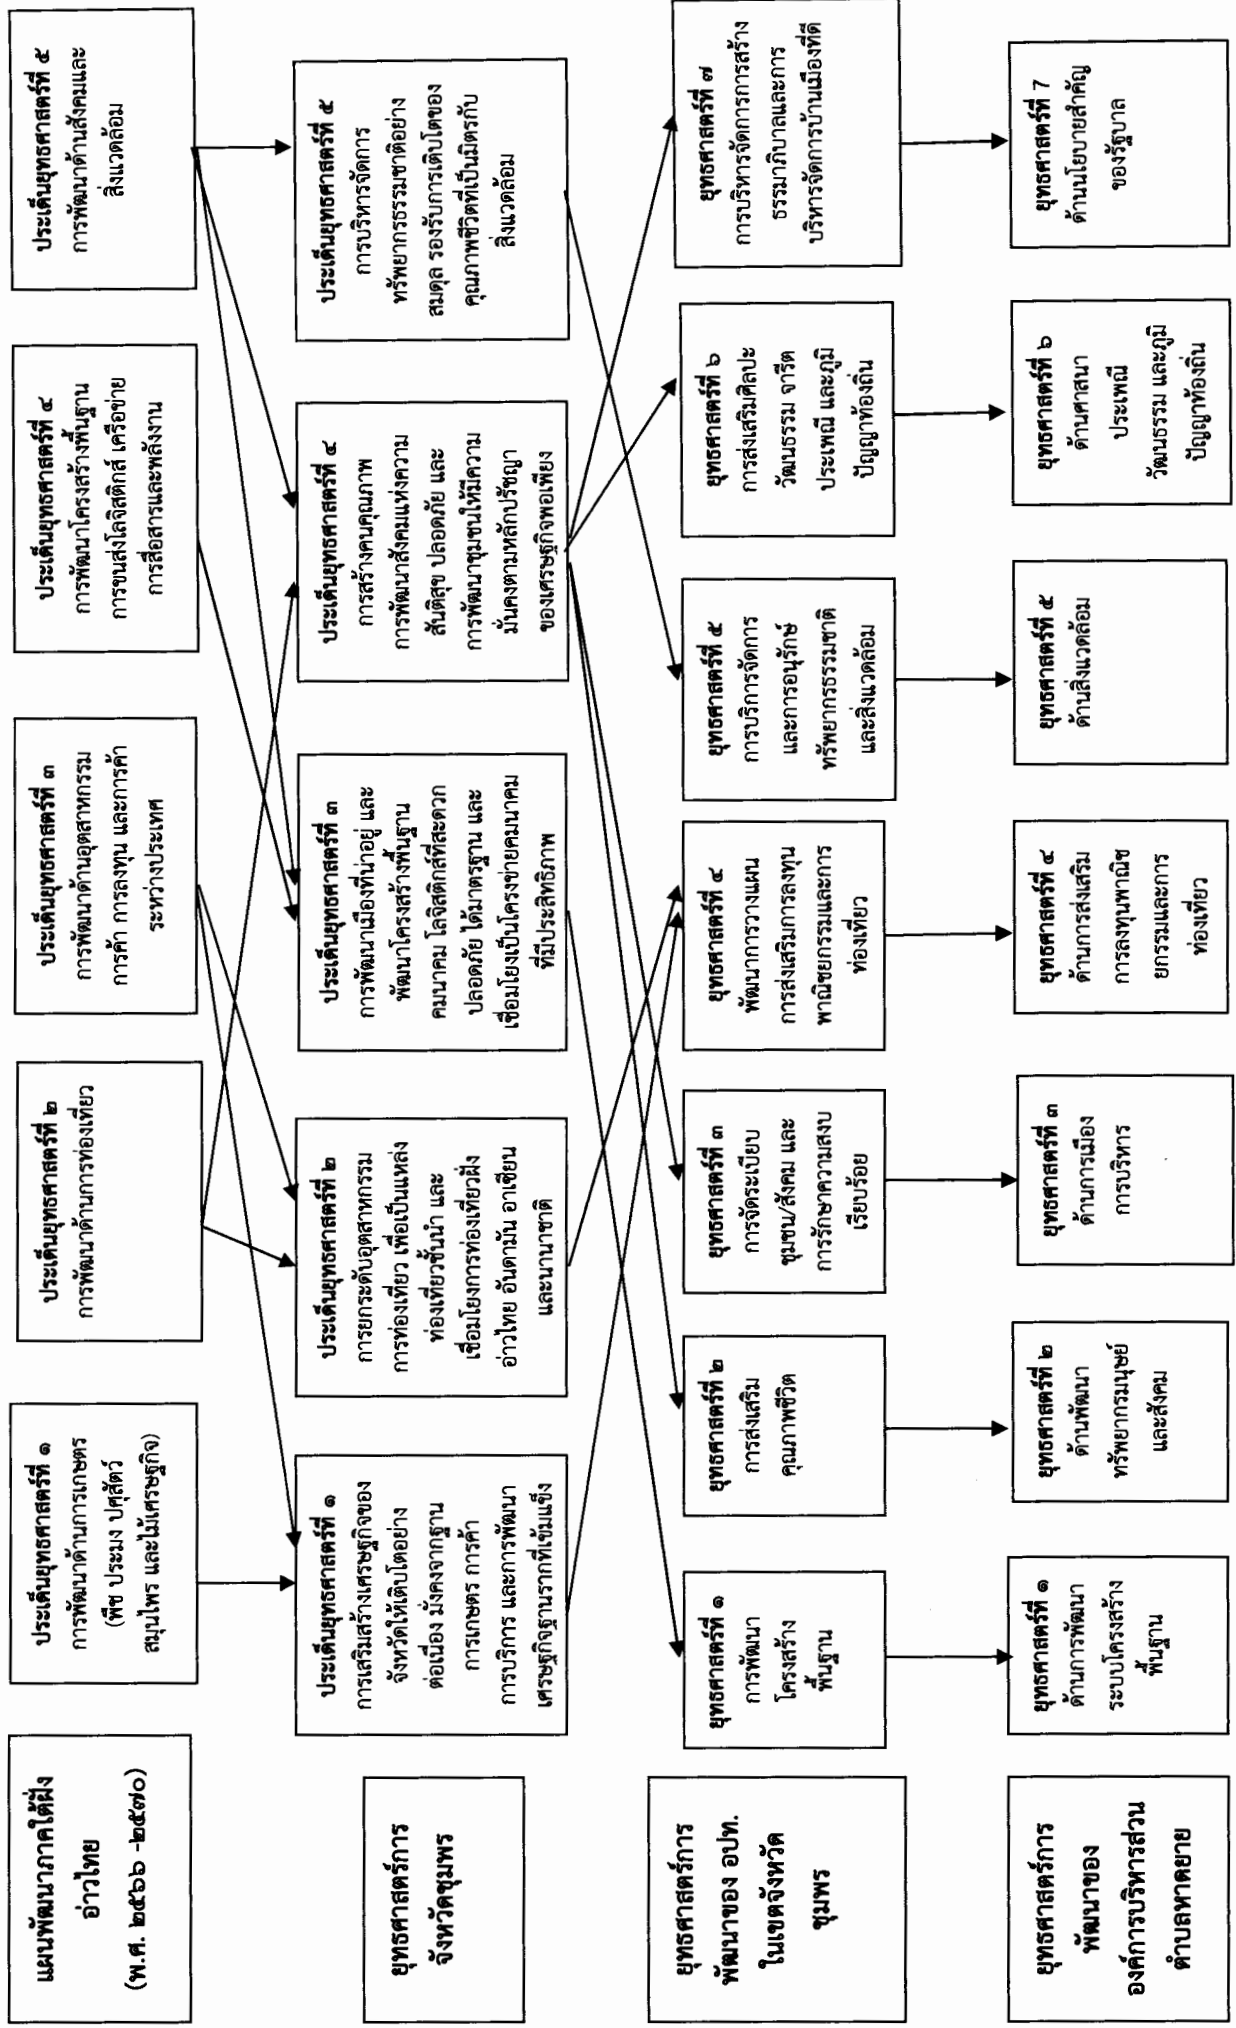 แผนพัฒนาภาคใต้ฝั่ง
อ่าวไทย
(พ.ศ. ๒๕๖๖ -๒๕๗๐)
ประเด็นยุทธศาสตร์ที่ ๑
การพัฒนาด้านการเกษตร
(พืช ประมง ปศุสัตว์
สมุนไพร และไม้เศรษฐกิจ)
ประเด็นยุทธศาสตร์ที่ ๒
การพัฒนาด้านการท่องเที่ยว
ประเด็นยุทธศาสตร์ที่ ๓
การพัฒนาด้านอุตสาหกรรม
การค้า การลงทุน และการค้า
ระหว่างประเทศ
ประเด็นยุทธศาสตร์ที่ ๔
การพัฒนาโครงสร้างพื้นฐาน
การขนส่งโลจิสติกส์ เครือข่าย
การสื่อสารและพลังงาน
ประเด็นยุทธศาสตร์ที่ ๕
การพัฒนาด้านสังคมและ
สิ่งแวดล้อม
ยุทธศาสตร์การ
จังหวัดชุมพร
ประเด็นยุทธศาสตร์ที่ ๑
การเสริมสร้างเศรษฐกิจของ
จังหวัดให้เติบโตอย่าง
ต่อเนื่อง มั่งคงจากฐาน
การเกษตร การค้า
การบริการ และการพัฒนา
เศรษฐกิจฐานรากที่เข้มแข็ง
ประเด็นยุทธศาสตร์ที่ ๒
การยกระดับอุตสาหกรรม
การท่องเที่ยว เพื่อเป็นแหล่ง
ท่องเที่ยวชั้นนำ และ
เชื่อมโยงการท่องเที่ยวฝั่ง
อ่าวไทย อันดามัน อาเซียน
และนานาชาติ
ประเด็นยุทธศาสตร์ที่ ๓
การพัฒนาเมืองที่น่าอยู่ และ
พัฒนาโครงสร้างพื้นฐาน
คมนาคม โลจิสติกส์ที่สะดวก
ปลอดภัย ได้มาตรฐาน และ
เชื่อมโยงเป็นโครงข่ายคมนาคม
ที่มีประสิทธิภาพ
ประเด็นยุทธศาสตร์ที่ ๔
การสร้างคนคุณภาพ
การพัฒนาสังคมแห่งความ
สันติสุข ปลอดภัย และ
การพัฒนาชุมชนให้มีความ
มั่นคงตามหลักปรัชญา
ของเศรษฐกิจพอเพียง
ประเด็นยุทธศาสตร์ที่ ๕
การบริหารจัดการ
ทรัพยากรธรรมชาติอย่าง
สมดุล รองรับการเติบโตของ
คุณภาพชีวิตที่เป็นมิตรกับ
สิ่งแวดล้อม
ยุทธศาสตร์การ
พัฒนาของ อปท.
ในเขตจังหวัด
ชุมพร
ยุทธศาสตร์ที่ ๑
การพัฒนา
โครงสร้าง
พื้นฐาน
ยุทธศาสตร์ที่ ๒
การส่งเสริม
คุณภาพชีวิต
ยุทธศาสตร์ที่ ๓
การจัดระเบียบ
ชุมชน/สังคม และ
การรักษาความสงบ
เรียบร้อย
ยุทธศาสตร์ที่ ๔
พัฒนาการวางแผน
การส่งเสริมการลงทุน
พาณิชยกรรมและการ
ท่องเที่ยว
ยุทธศาสตร์ที่ ๕
การบริการจัดการ
และการอนุรักษ์
ทรัพยากรธรรมชาติ
และสิ่งแวดล้อม
ยุทธศาสตร์ที่ ๖
การส่งเสริมศิลปะ
วัฒนธรรม จารีต
ประเพณี และภูมิ
ปัญญาท้องถิ่น
ยุทธศาสตร์ที่ ๗
การบริหารจัดการการสร้าง
ธรรมาภิบาลและการ
บริหารจัดการบ้านเมืองที่ดี
ยุทธศาสตร์การ
พัฒนาของ
องค์การบริหารส่วน
ตำบลหาดยาย
ยุทธศาสตร์ที่ ๑
ด้านการพัฒนา
ระบบโครงสร้าง
พื้นฐาน
ยุทธศาสตร์ที่ ๒
ด้านพัฒนา
ทรัพยากรมนุษย์
และสังคม
ยุทธศาสตร์ที่ ๓
ด้านการเมือง
การบริหาร
ยุทธศาสตร์ที่ ๔
ด้านการส่งเสริม
การลงทุนพาณิช
ยกรรมและการ
ท่องเที่ยว
ยุทธศาสตร์ที่ ๕
ด้านสิ่งแวดล้อม
ยุทธศาสตร์ที่ ๖
ด้านศาสนา
ประเพณี
วัฒนธรรม และภูมิ
ปัญญาท้องถิ่น
ยุทธศาสตร์ที่ 7
ด้านนโยบายสำคัญ
ของรัฐบาล